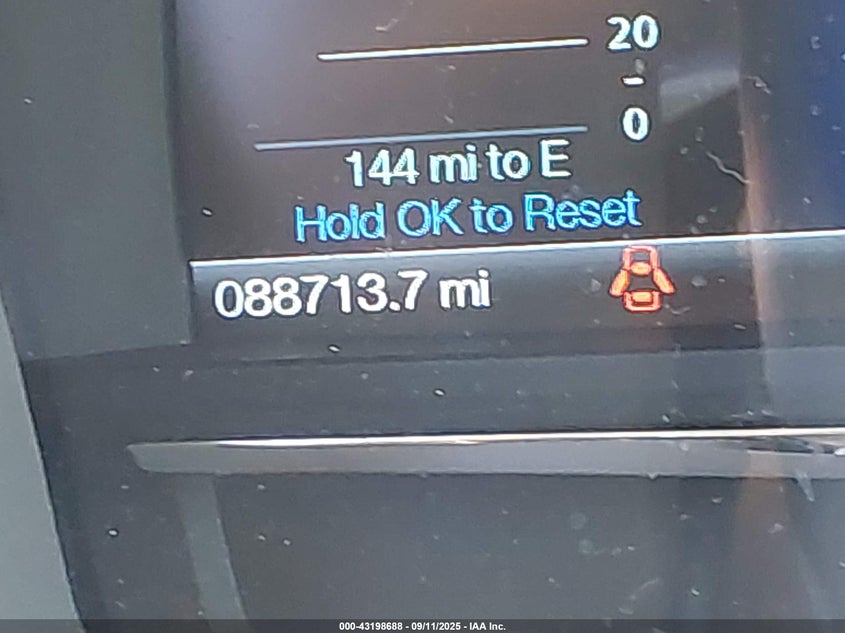 20
-
0
144 mi to E
Hold OK to Reset
088713.7 mi
000-43198688 - 09/11/2025 - IAA Inc.